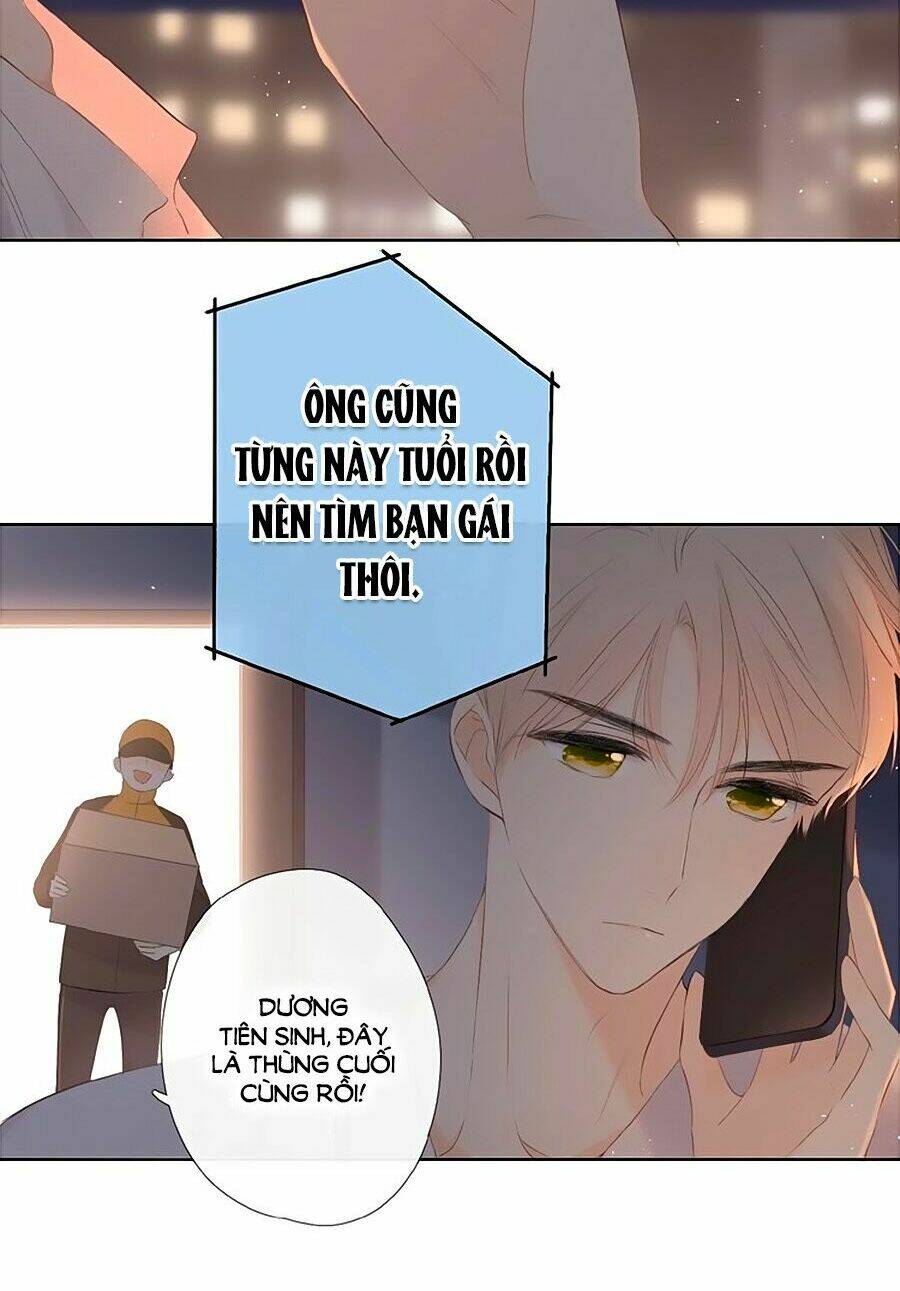 ÔNG CŨNG
TỪNG NÀY TUỔI RỒI
NÊN TÌM BẠN GÁI
THÔI.
DƯƠNG
TIÊN SINH, ĐÂY
LÀ THÙNG CUỐI
CÙNG RỒI!